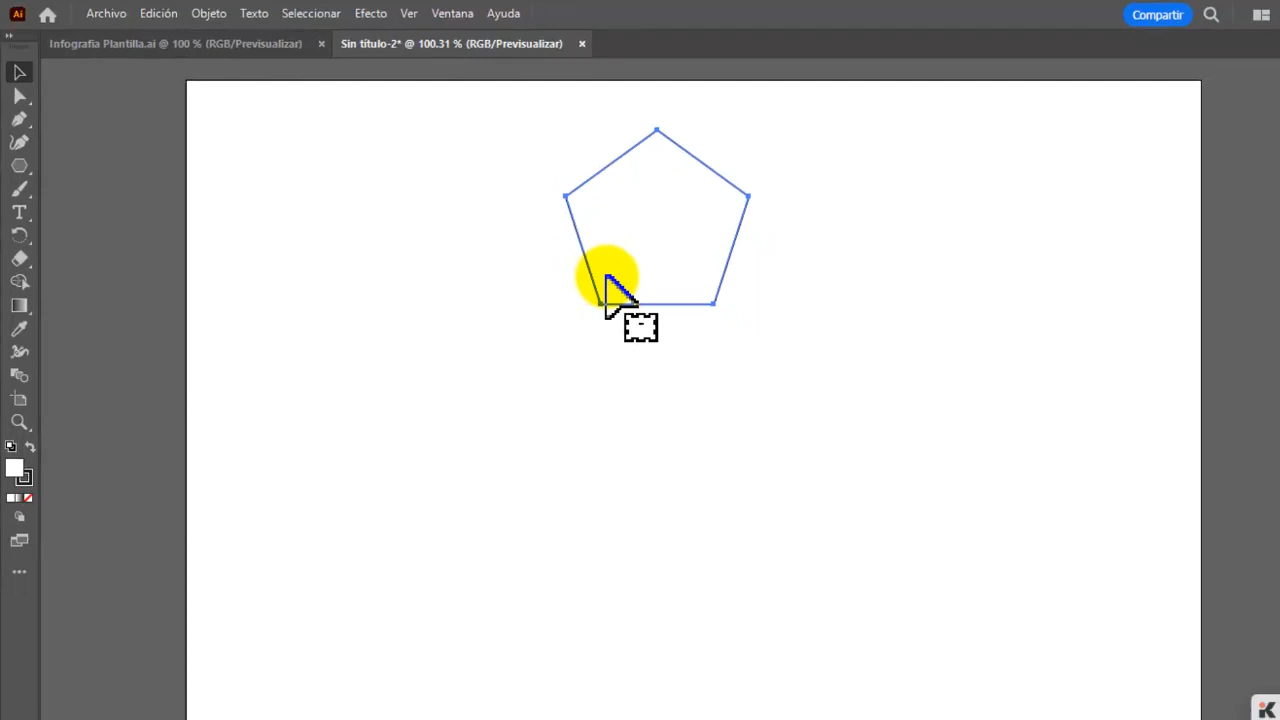 Ai Archivo Edición Objeto Texto Seleccionar Efecto Ver Ventana Ayuda Compartir
Infografia Plantilla.ai @ 100 % (RGB/Previsualizar) × Sin título-2* @ 100.31 % (RGB/Previsualizar) ×
T
K